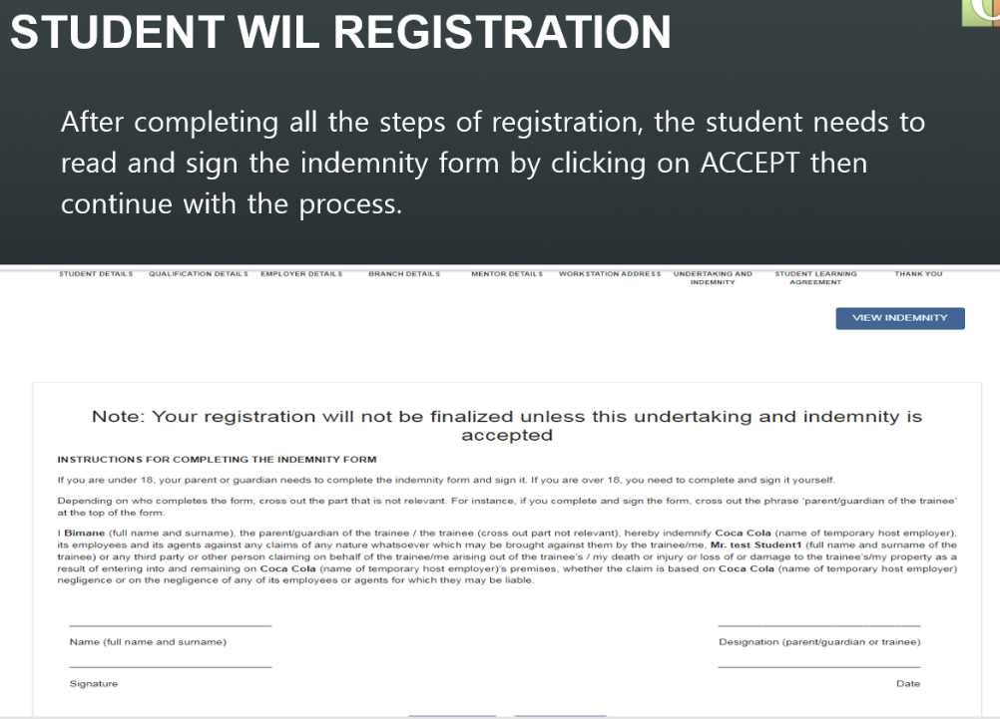 STUDENT WIL REGISTRATION
After completing all the steps of registration, the student needs to
read and sign the indemnity form by clicking on ACCEPT then
continue with the process.
STUDENT DETAILS QUALIFICATION DETAILS EMPLOYER DETAILS BRANCH DETAILS MENTOR DETAILS WORKSTATION ADDRESS UNDERTAKING AND INDEMNITY STUDENT LEARNING AGREEMENT THANK YOU
VIEW INDEMNITY
Note: Your registration will not be finalized unless this undertaking and indemnity is
accepted
INSTRUCTIONS FOR COMPLETING THE INDEMNITY FORM
If you are under 18, your parent or guardian needs to complete the indemnity form and sign it. If you are over 18, you need to complete and sign it yourself.
Depending on who completes the form, cross out the part that is not relevant. For instance, if you complete and sign the form, cross out the phrase 'parent/guardian of the trainee'
at the top of the form.
I Bimane (full name and surname), the parent/guardian of the trainee / the trainee (cross out part not relevant), hereby indemnify Coca Cola (name of temporary host employer),
its employees and its agents against any claims of any nature whatsoever which may be brought against them by the trainee/me, Mr. test Student1 (full name and surname of the
trainee) or any third party or other person claiming on behalf of the trainee/me arising out of the trainee's / my death or injury or loss of or damage to the trainee's/my property as a
result of entering into and remaining on Coca Cola (name of temporary host employer)'s premises, whether the claim is based on Coca Cola (name of temporary host employer)
negligence or on the negligence of any of its employees or agents for which they may be liable.
Name (full name and surname) Designation (parent/guardian or trainee)
Signature Date